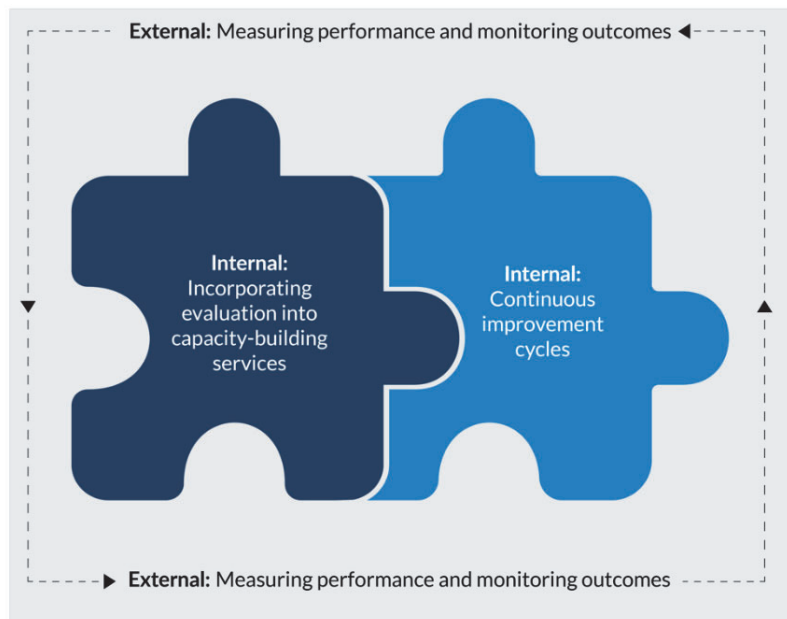 External: Measuring performance and monitoring outcomes
Internal:
Incorporating
evaluation into
capacity-building
services
Internal:
Continuous
improvement
cycles
External: Measuring performance and monitoring outcomes